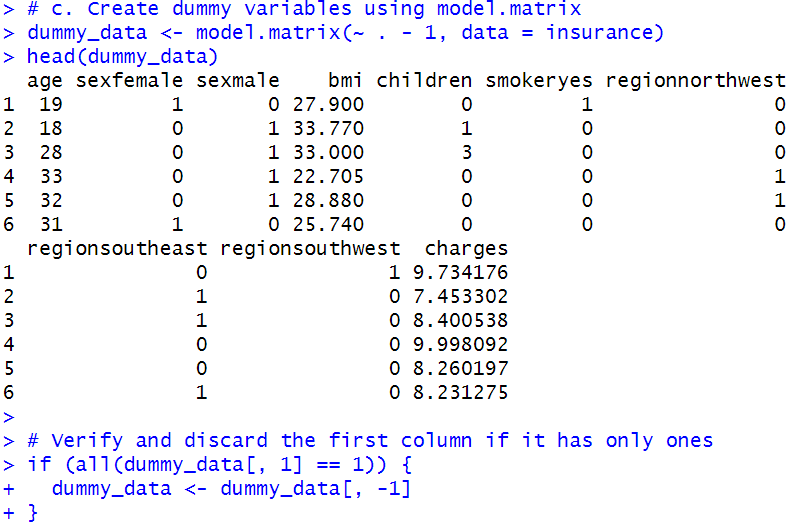 > # c. Create dummy variables using model.matrix
> dummy_data <- model.matrix(~ . - 1, data = insurance)
> head(dummy_data)
  age sexfemale sexmale    bmi children smokeryes regionnorthwest
1  19         1       0 27.900        0         1               0
2  18         0       1 33.770        1         0               0
3  28         0       1 33.000        3         0               0
4  33         0       1 22.705        0         0               1
5  32         0       1 28.880        0         0               1
6  31         1       0 25.740        0         0               0
  regionsoutheast regionsouthwest  charges
1               0               1 9.734176
2               1               0 7.453302
3               1               0 8.400538
4               0               0 9.998092
5               0               0 8.260197
6               1               0 8.231275
>
> # Verify and discard the first column if it has only ones
> if (all(dummy_data[, 1] == 1)) {
+   dummy_data <- dummy_data[, -1]
+ }